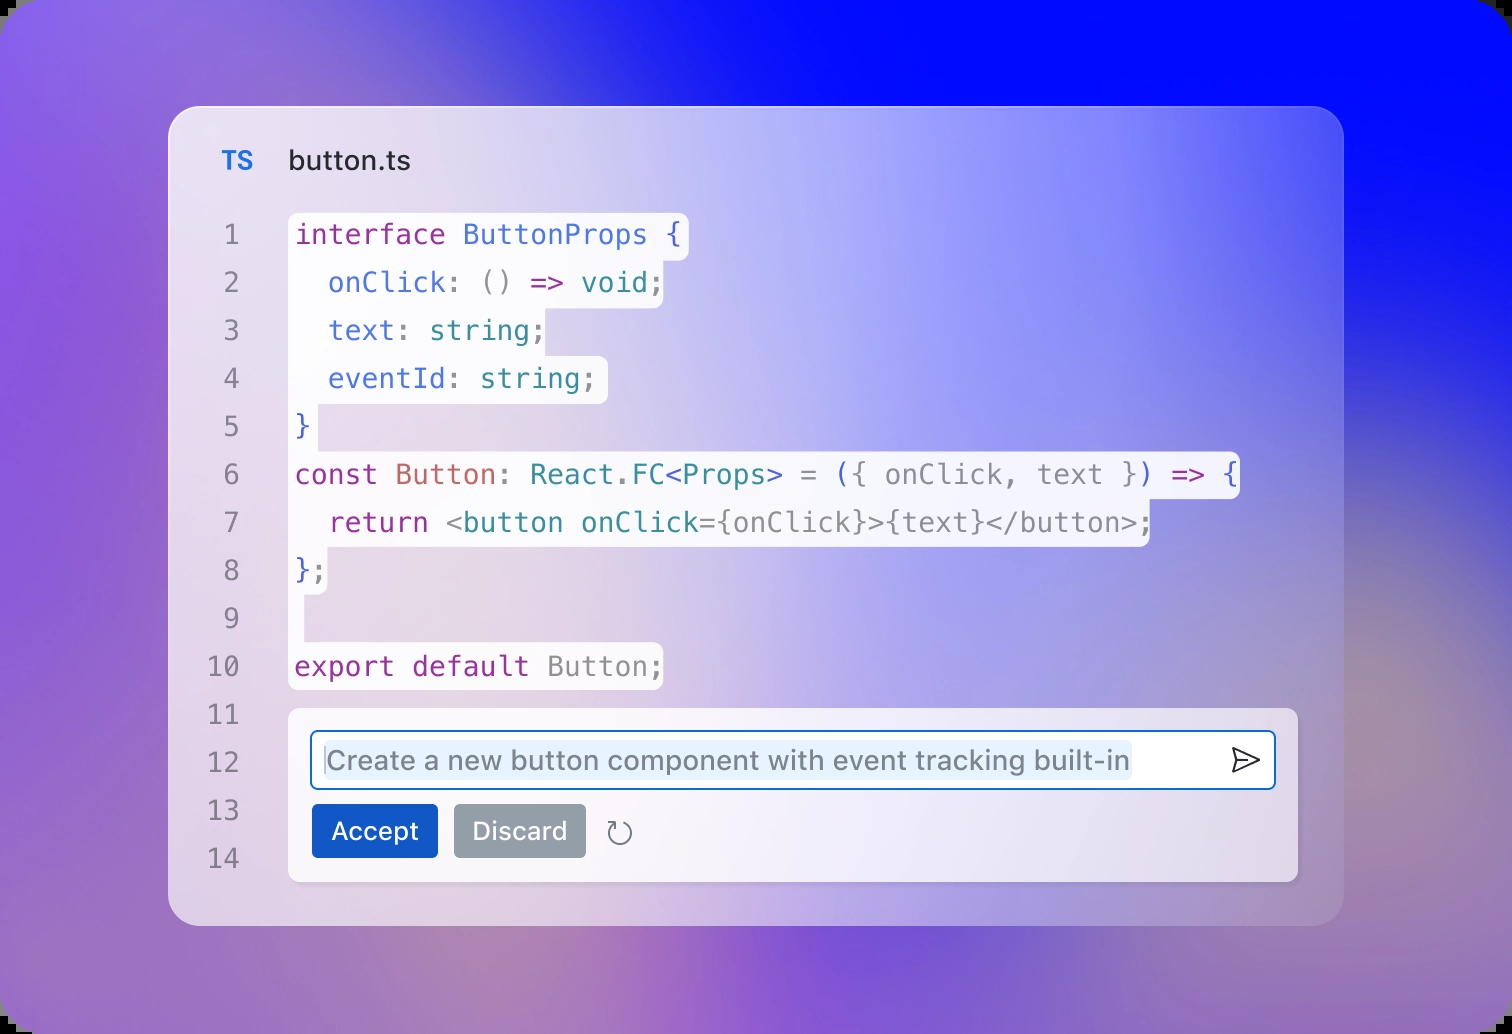 TS button.ts
1 interface ButtonProps {
2 onClick: () => void;
3 text: string;
4 eventId: string;
5 }
6 const Button: React.FC<Props> = ({ onClick, text }) => {
7 return <button onClick={onClick}>{text}</button>;
8 };
9
10 export default Button;
11
Create a new button component with event tracking built-in
12
13
Accept Discard
14